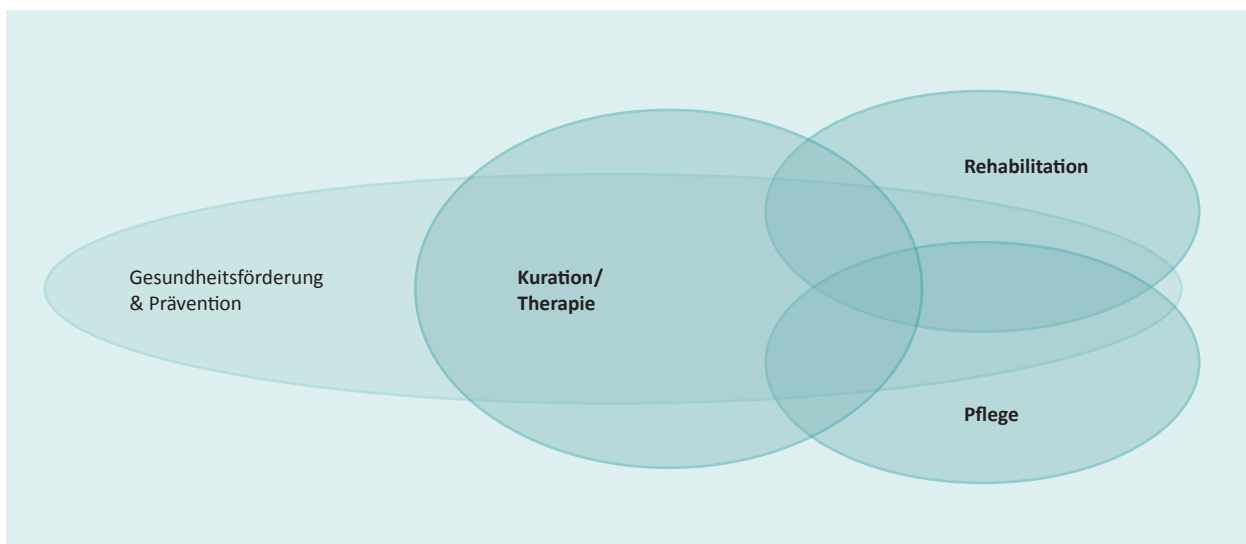 Rehabilitation
Gesundheitsförderung
& Prävention
Kuration/
Therapie
Pflege